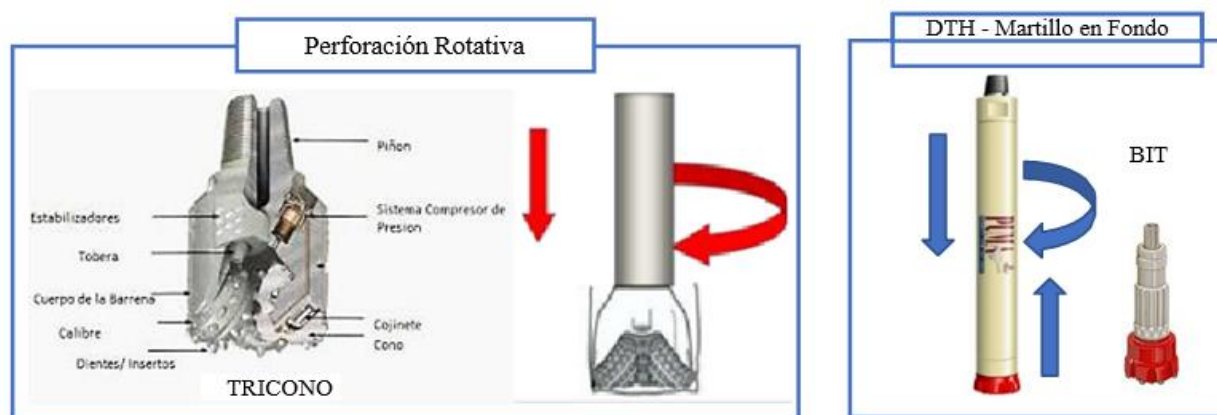 Perforación Rotativa
Piñon
Estabilizadores
Sistema Compresor de
Presion
Tobera
Cuerpo de la Barrena
Calibre
Cojinete
Cono
Dientes/ Insertos
TRICONO
DTH - Martillo en Fondo
BIT